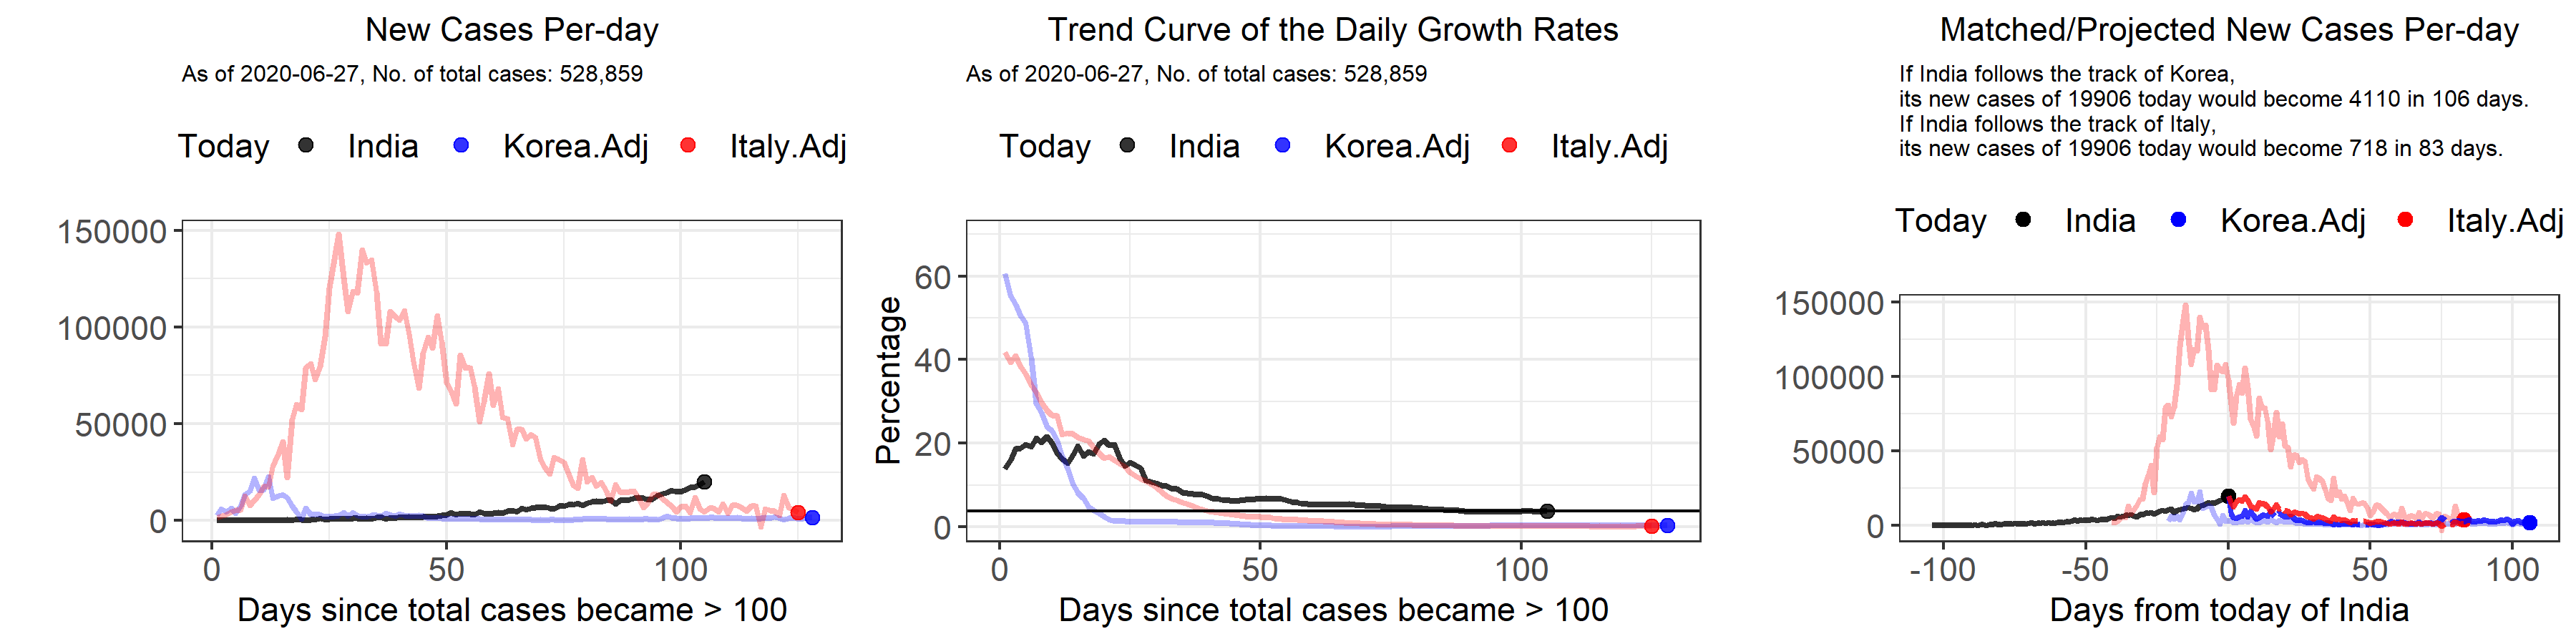 New Cases Per-day
As of 2020-06-27, No. of total cases: 528,859
Today India Korea.Adj Italy.Adj
150000
100000
50000
0
0 50 100
Days since total cases became > 100
Trend Curve of the Daily Growth Rates
As of 2020-06-27, No. of total cases: 528,859
Today India Korea.Adj Italy.Adj
Percentage
60
40
20
0
0 50 100
Days since total cases became > 100
Matched/Projected New Cases Per-day
If India follows the track of Korea,
its new cases of 19906 today would become 4110 in 106 days.
If India follows the track of Italy,
its new cases of 19906 today would become 718 in 83 days.
Today India Korea.Adj Italy.Adj
150000
100000
50000
0
-100 -50 0 50 100
Days from today of India